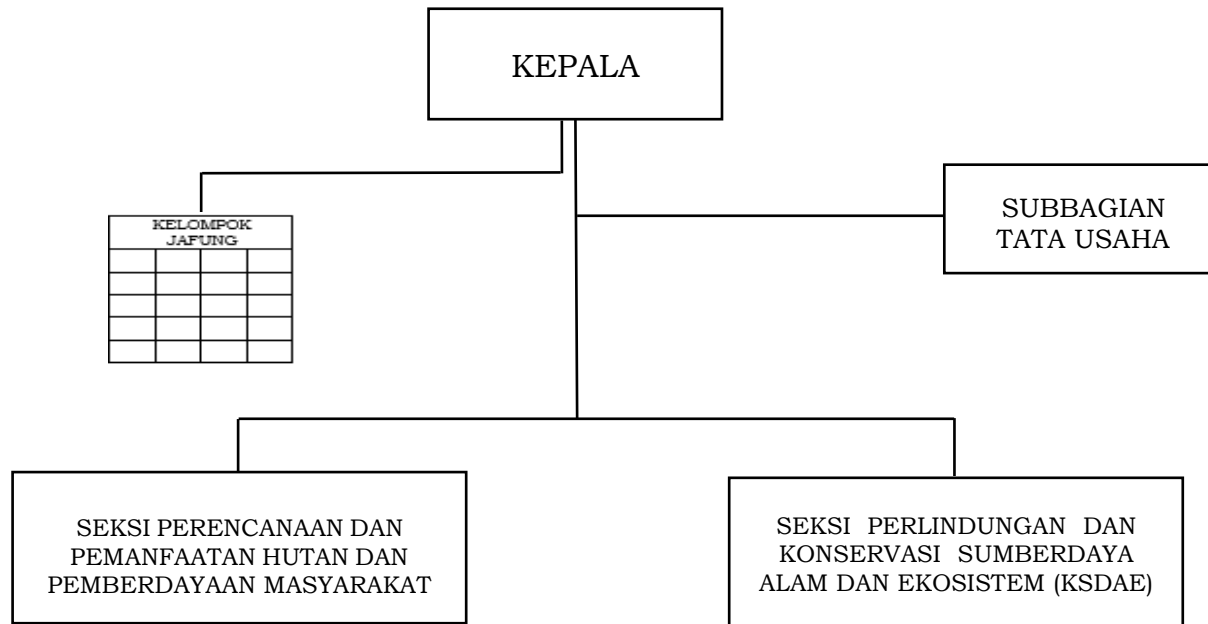 KEPALA
SUBBAGIAN
TATA USAHA
KELOMPOK
JAFUNG
SEKSI PERENCANAAN DAN
PEMANFAATAN HUTAN DAN
PEMBERDAYAAN MASYARAKAT
SEKSI PERLINDUNGAN DAN
KONSERVASI SUMBERDAYA
ALAM DAN EKOSISTEM (KSDAE)